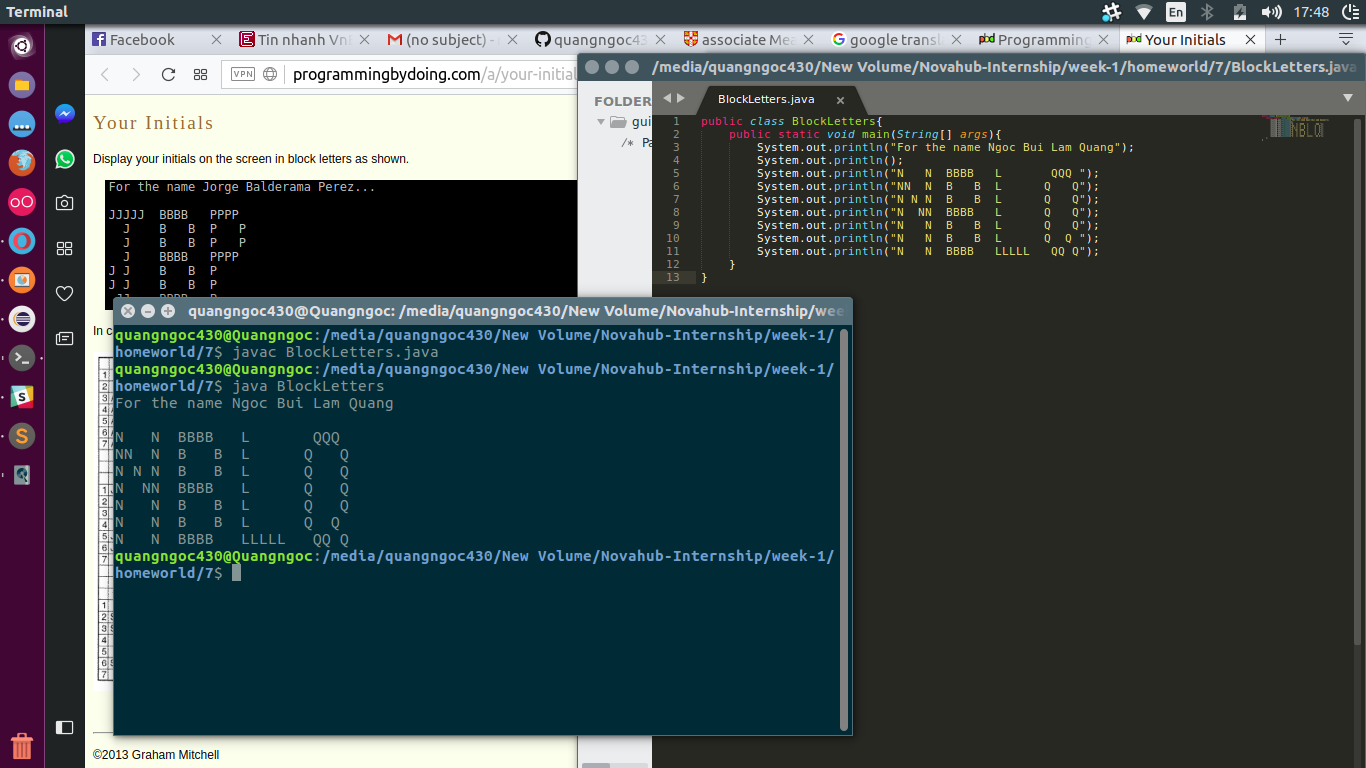 Terminal
En
17:48
Facebook
Tin nhanh VnE
(no subject) -
quangngoc43
associate Mea
google transl
Programming
Your Initials
VPN
programmingbydoing.com/a/your-initia
Your Initials
Display your initials on the screen in block letters as shown.
For the name Jorge Balderama Perez...
JJJJJ  BBBB   PPPP
  J    B   B  P   P
  J    B   B  P   P
  J    BBBB   PPPP
J J    B   B  P
J J    B   B  P
In c
©2013 Graham Mitchell
/media/quangngoc430/New Volume/Novahub-Internship/week-1/homeworld/7/BlockLetters.java
FOLDER
gui
/* Pa
BlockLetters.java
1 public class BlockLetters{
2     public static void main(String[] args){
3         System.out.println("For the name Ngoc Bui Lam Quang");
4         System.out.println();
5         System.out.println("N   N  BBBB   L       QQQ ");
6         System.out.println("NN  N  B   B  L      Q   Q");
7         System.out.println("N N N  B   B  L      Q   Q");
8         System.out.println("N  NN  BBBB   L      Q   Q");
9         System.out.println("N   N  B   B  L      Q   Q");
10         System.out.println("N   N  B   B  L      Q  Q ");
11         System.out.println("N   N  BBBB   LLLLL   QQ Q");
12     }
13 }
quangngoc430@Quangngoc: /media/quangngoc430/New Volume/Novahub-Internship/wee
quangngoc430@Quangngoc:/media/quangngoc430/New Volume/Novahub-Internship/week-1/
homeworld/7$ javac BlockLetters.java
quangngoc430@Quangngoc:/media/quangngoc430/New Volume/Novahub-Internship/week-1/
homeworld/7$ java BlockLetters
For the name Ngoc Bui Lam Quang
N   N  BBBB   L       QQQ
NN  N  B   B  L      Q   Q
N N N  B   B  L      Q   Q
N  NN  BBBB   L      Q   Q
N   N  B   B  L      Q   Q
N   N  B   B  L      Q  Q
N   N  BBBB   LLLLL   QQ Q
quangngoc430@Quangngoc:/media/quangngoc430/New Volume/Novahub-Internship/week-1/
homeworld/7$